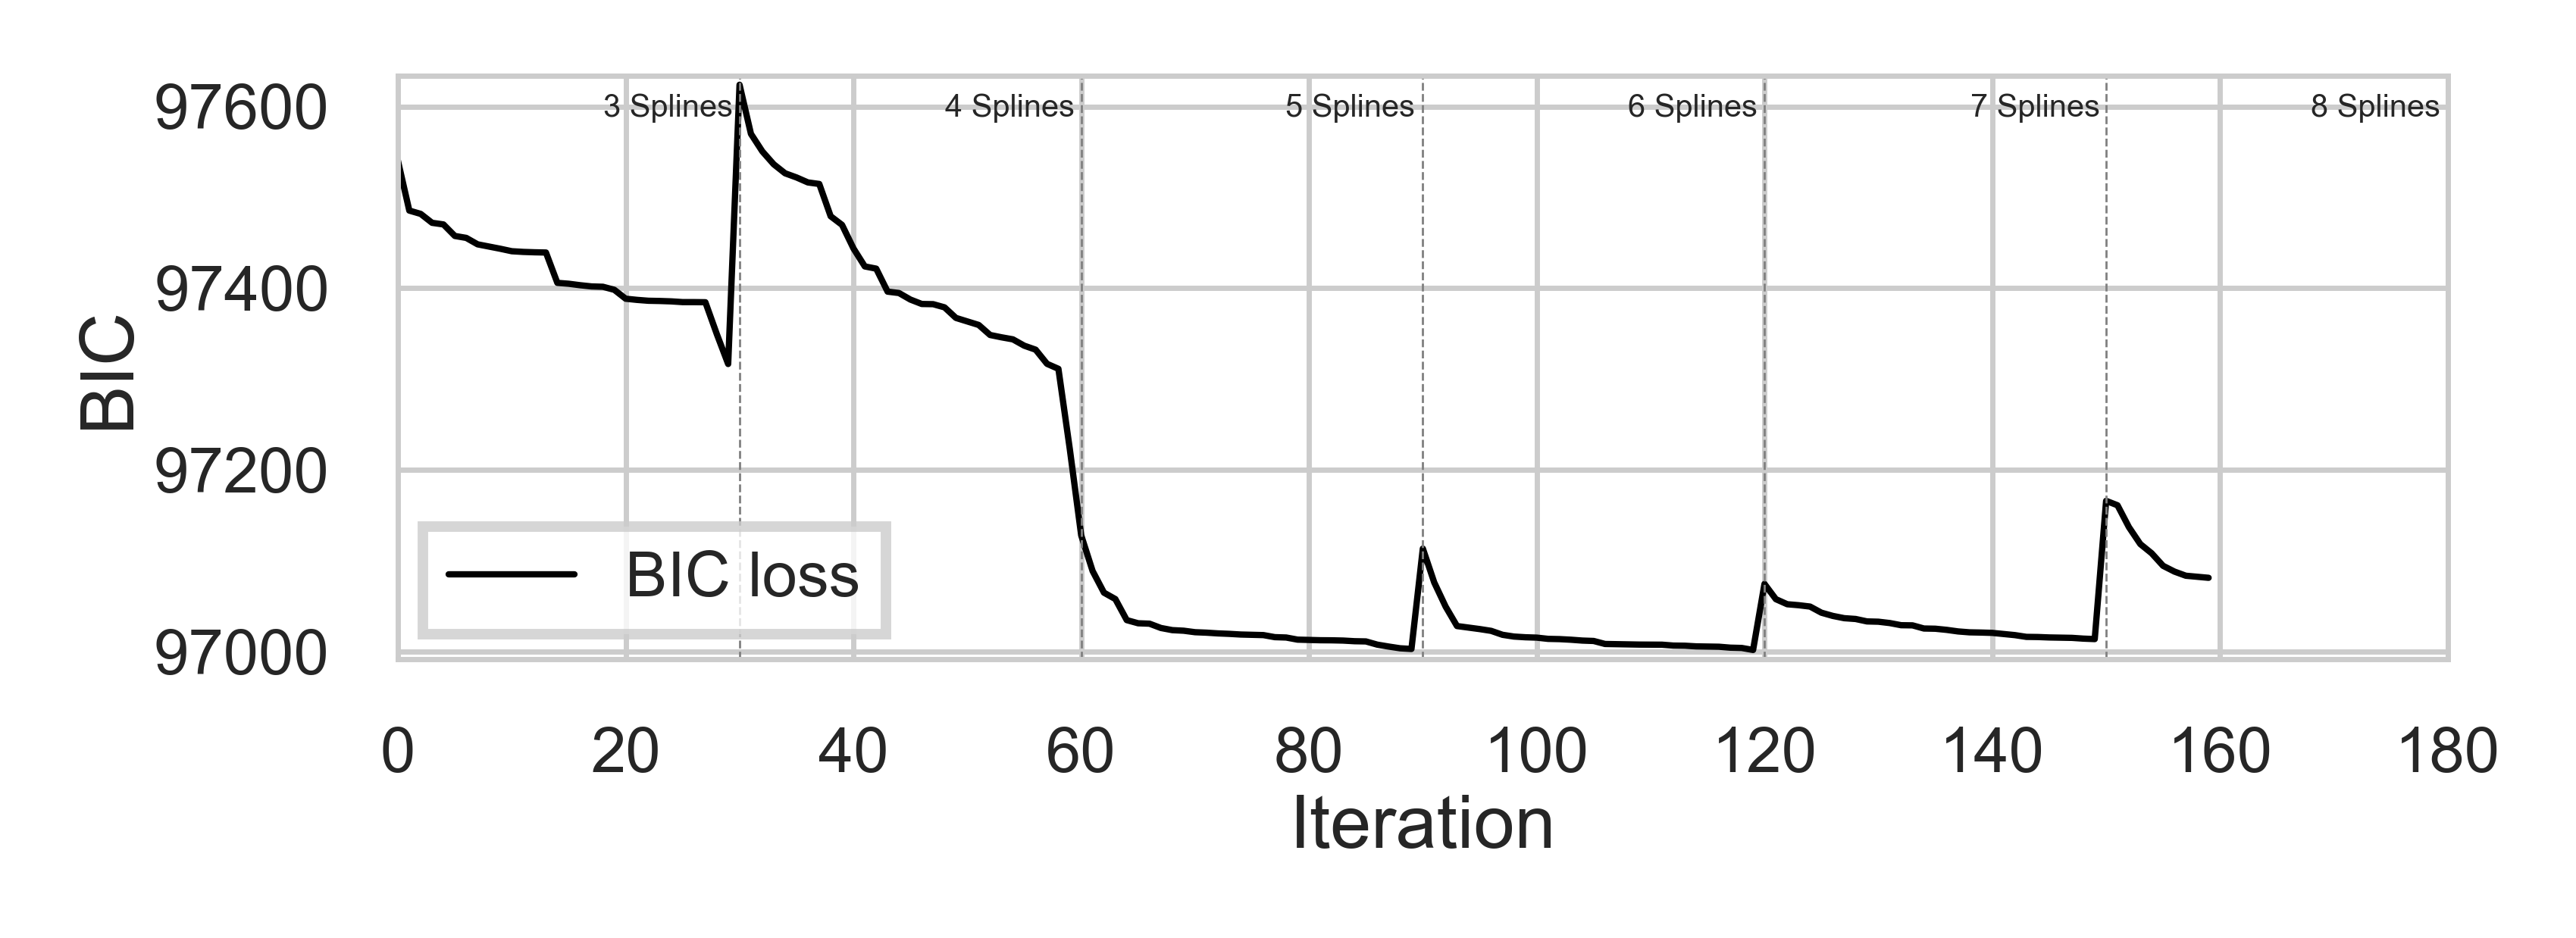 97600
97400
97200
97000
BIC
3 Splines
4 Splines
5 Splines
6 Splines
7 Splines
8 Splines
BIC loss
0 20 40 60 80 100 120 140 160 180
Iteration